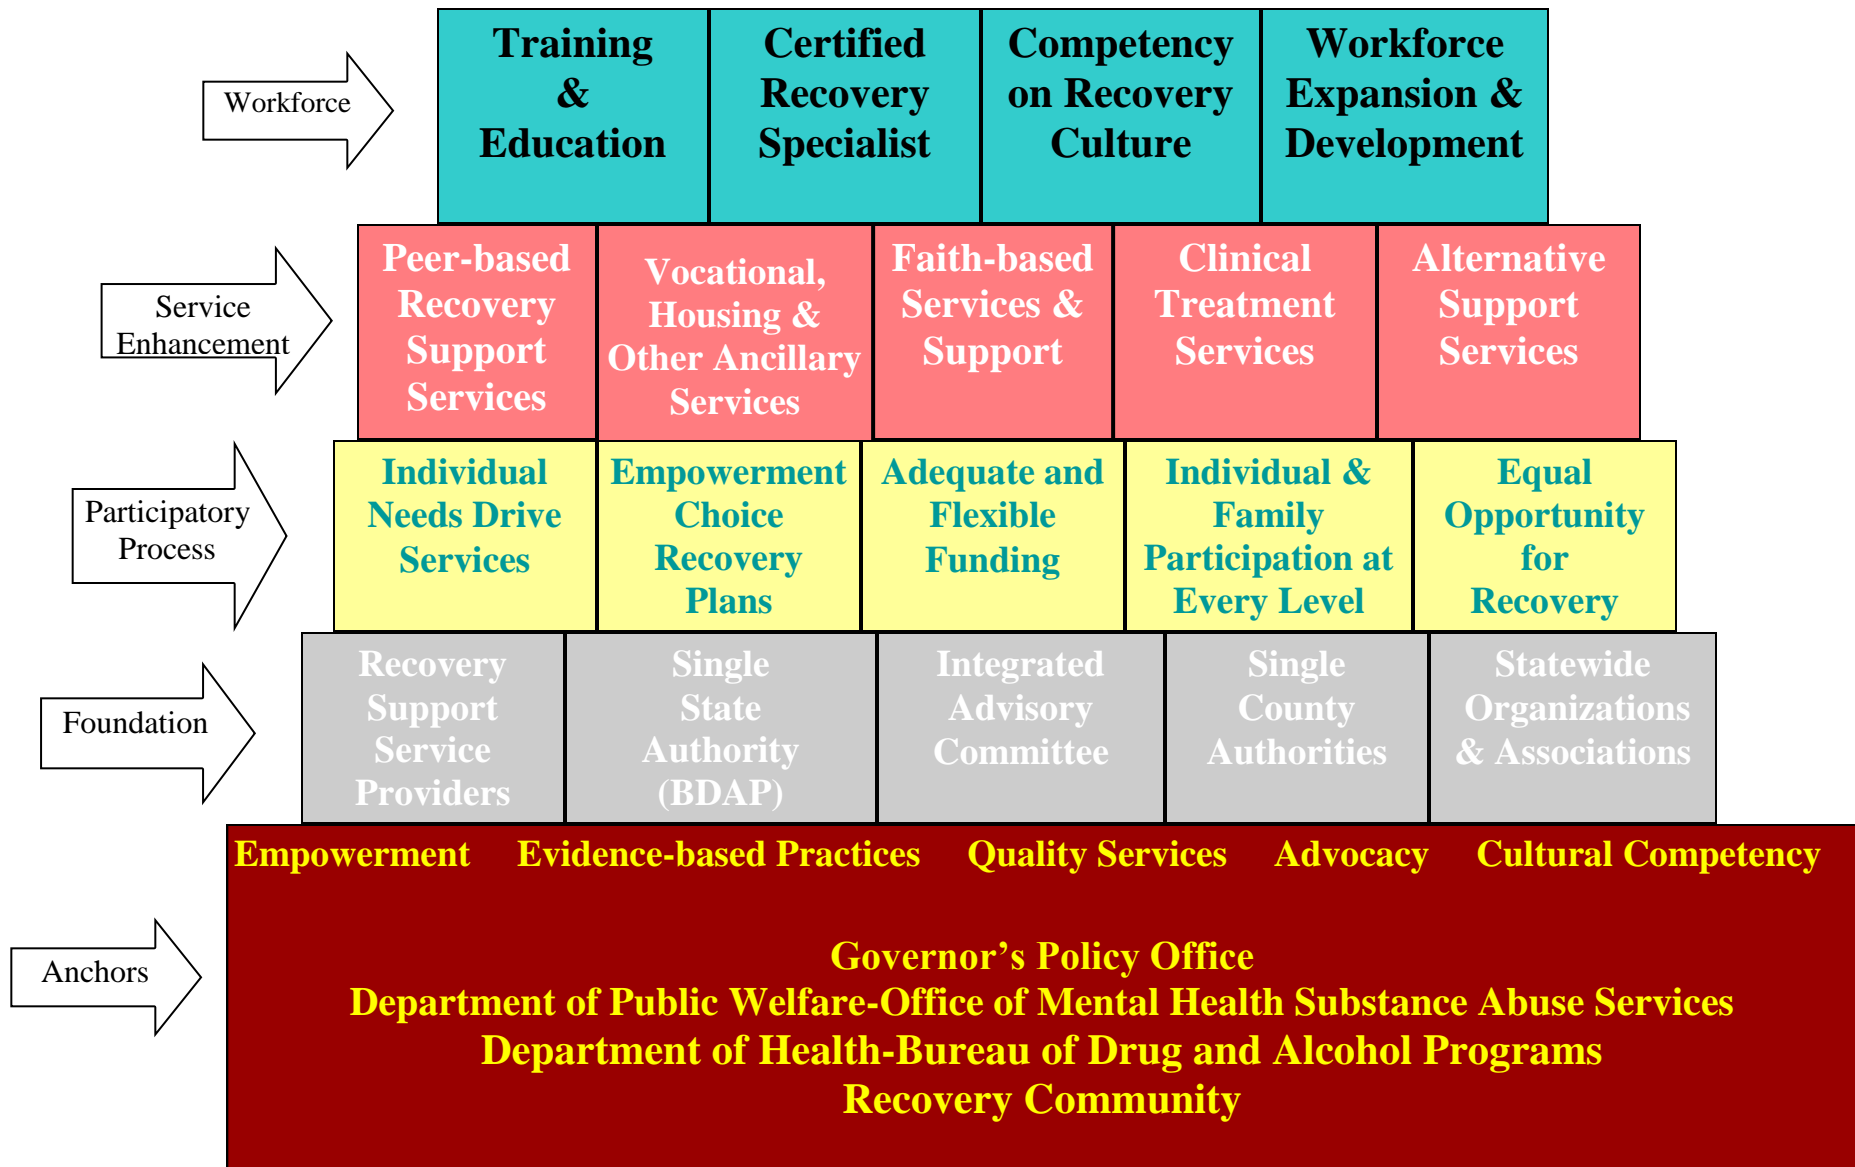 Workforce
Training
&
Education
Certified
Recovery
Specialist
Competency
on Recovery
Culture
Workforce
Expansion &
Development
Service
Enhancement
Peer-based
Recovery
Support
Services
Vocational,
Housing &
Other Ancillary
Services
Faith-based
Services &
Support
Clinical
Treatment
Services
Alternative
Support
Services
Participatory
Process
Individual
Needs Drive
Services
Empowerment
Choice
Recovery
Plans
Adequate and
Flexible
Funding
Individual &
Family
Participation at
Every Level
Equal
Opportunity
for
Recovery
Foundation
Recovery
Support
Service
Providers
Single
State
Authority
(BDAP)
Integrated
Advisory
Committee
Single
County
Authorities
Statewide
Organizations
& Associations
Anchors
Empowerment Evidence-based Practices Quality Services Advocacy Cultural Competency
Governor’s Policy Office
Department of Public Welfare-Office of Mental Health Substance Abuse Services
Department of Health-Bureau of Drug and Alcohol Programs
Recovery Community